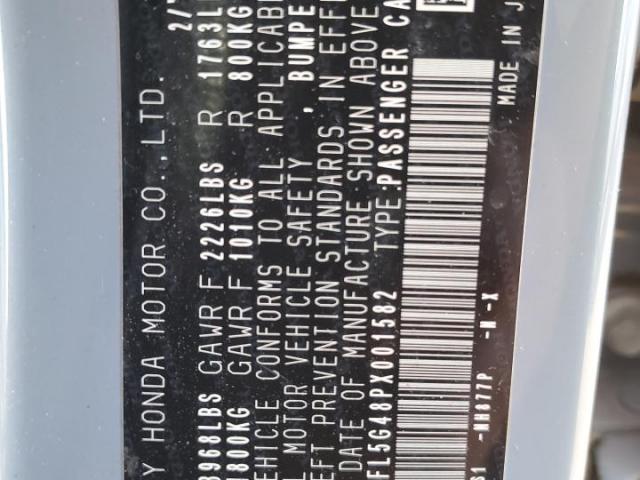 Y HONDA MOTOR CO.,LTD. 2/
3968LBS GAWR F 2226LBS R 1763L
1800KG GAWR F 1010KG R 800KG
EHICLE CONFORMS TO ALL APPLICABL
L MOTOR VEHICLE SAFETY , BUMPE
EFT PREVENTION STANDARDS IN EFFE
DATE OF MANUFACTURE SHOWN ABOVE
FL5G48PX001582 TYPE:PASSENGER CA
S1 -NH877P -N -X MADE IN J